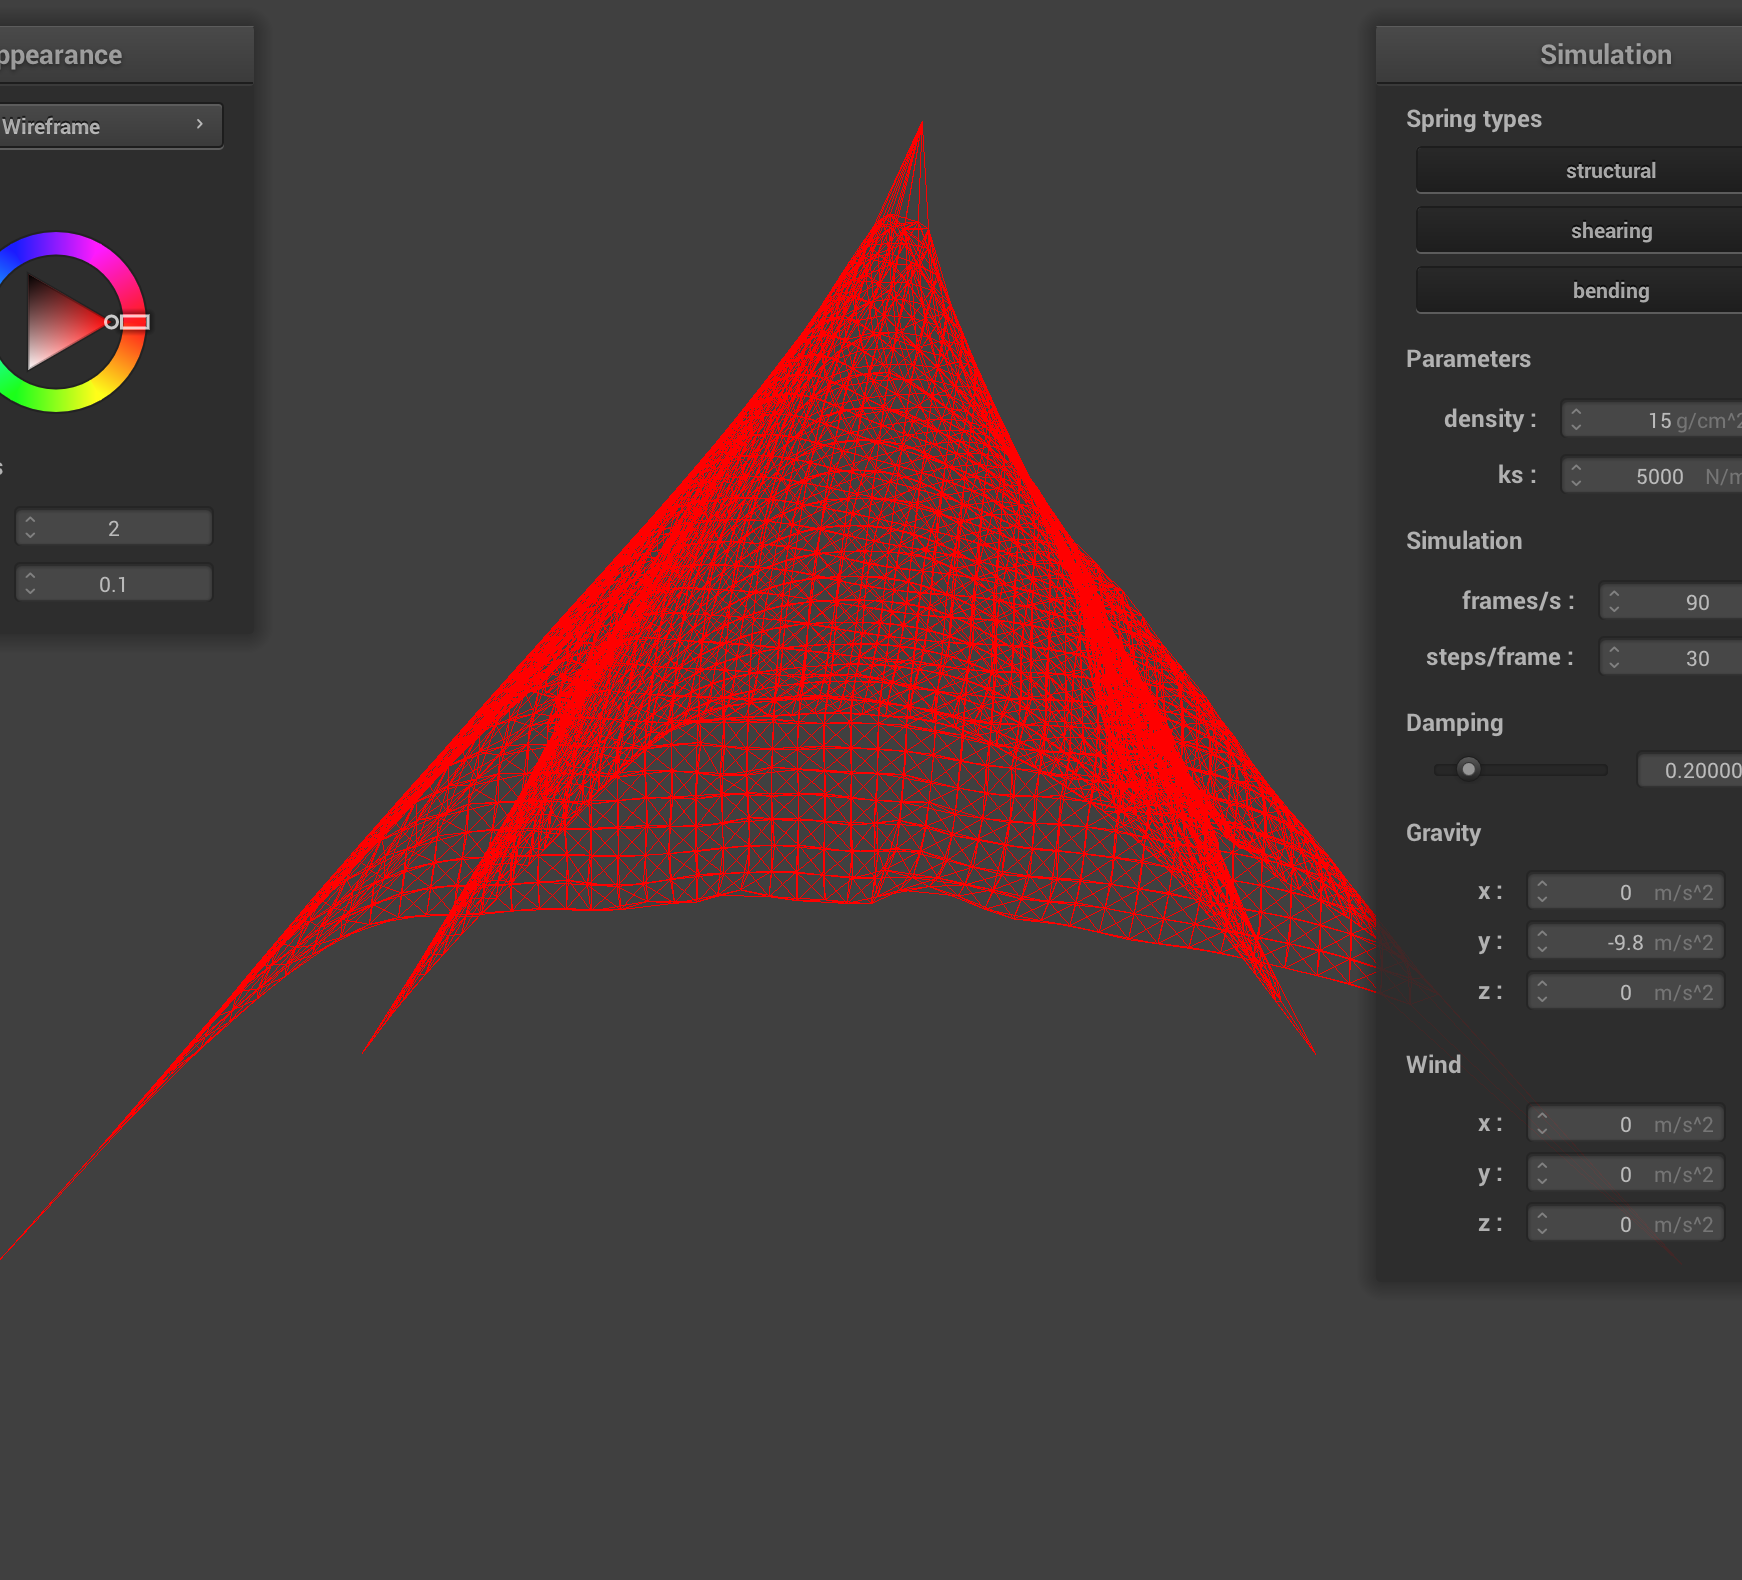 ppearance
Wireframe
s
2
0.1
Simulation
Spring types
structural
shearing
bending
Parameters
density : 15 g/cm^2
ks : 5000 N/m
Simulation
frames/s : 90
steps/frame : 30
Damping
0.20000
Gravity
x : 0 m/s^2
y : -9.8 m/s^2
z : 0 m/s^2
Wind
x : 0 m/s^2
y : 0 m/s^2
z : 0 m/s^2